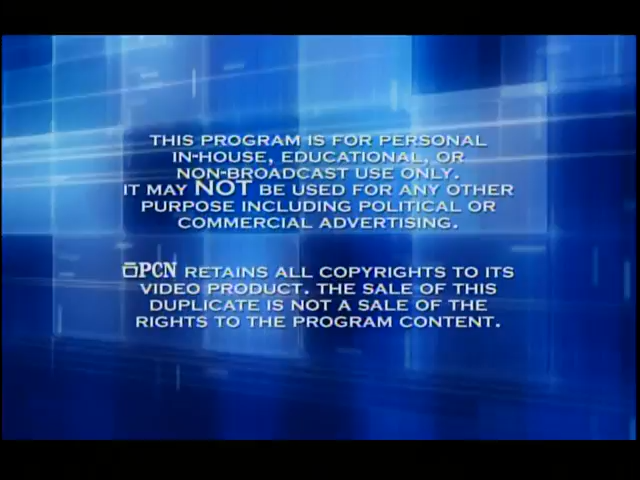 THIS PROGRAM IS FOR PERSONAL
IN-HOUSE, EDUCATIONAL, OR
NON-BROADCAST USE ONLY.
IT MAY NOT BE USED FOR ANY OTHER
PURPOSE INCLUDING POLITICAL OR
COMMERCIAL ADVERTISING.
PCN RETAINS ALL COPYRIGHTS TO ITS
VIDEO PRODUCT. THE SALE OF THIS
DUPLICATE IS NOT A SALE OF THE
RIGHTS TO THE PROGRAM CONTENT.